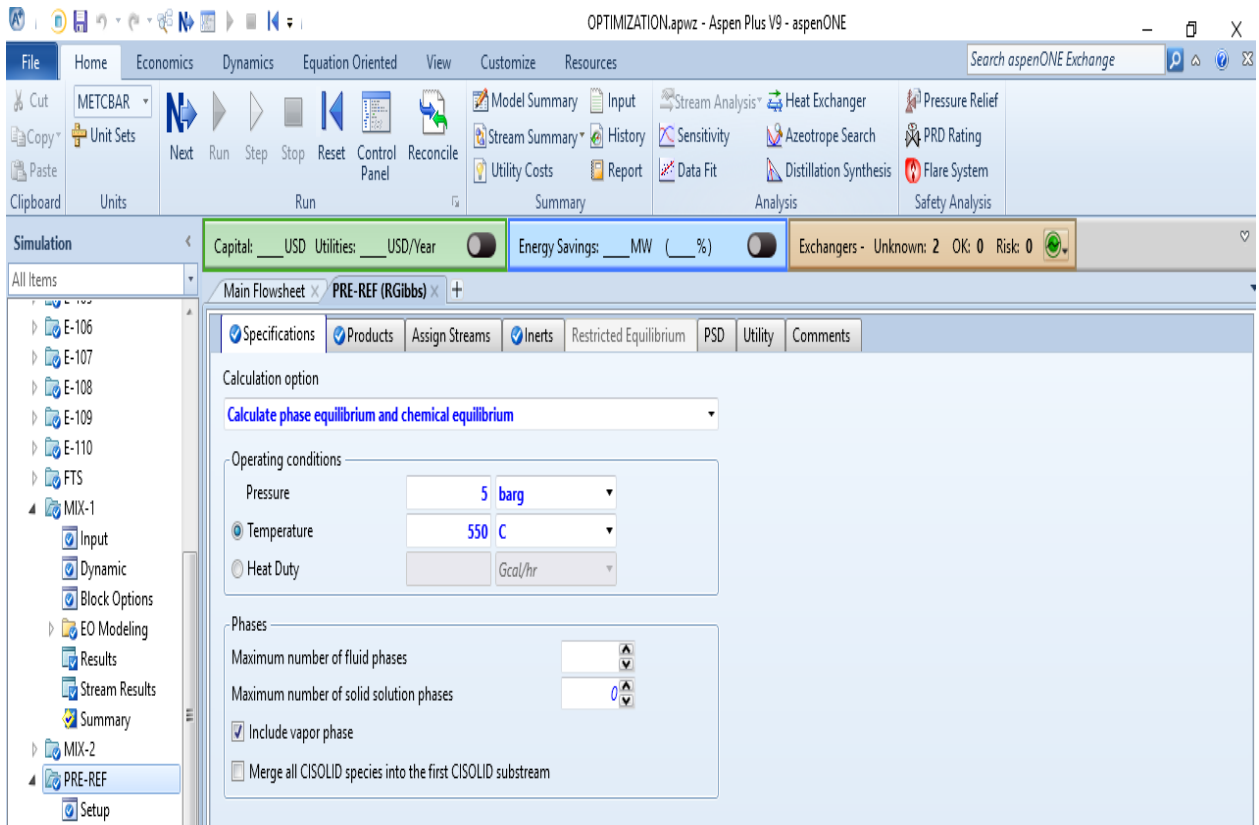 OPTIMIZATION.apwz - Aspen Plus V9 - aspenONE
File Home Economics Dynamics Equation Oriented View Customize Resources Search aspenONE Exchange
Cut METCBAR Model Summary Input Stream Analysis Heat Exchanger Pressure Relief
Copy Unit Sets Next Run Step Stop Reset Control Panel Reconcile Stream Summary History Sensitivity Azeotrope Search PRD Rating
Paste Utility Costs Report Data Fit Distillation Synthesis Flare System
Clipboard Units Run Summary Analysis Safety Analysis
Simulation Capital: ____USD Utilities: ____USD/Year Energy Savings: ____MW (____%) Exchangers - Unknown: 2 OK: 0 Risk: 0
All Items Main Flowsheet PRE-REF (RGibbs) +
E-105
E-106
E-107
E-108
E-109
E-110
FTS
MIX-1
Input
Dynamic
Block Options
EO Modeling
Results
Stream Results
Summary
MIX-2
PRE-REF
Setup
Specifications Products Assign Streams Inerts Restricted Equilibrium PSD Utility Comments
Calculation option
Calculate phase equilibrium and chemical equilibrium
Operating conditions
Pressure 5 barg
Temperature 550 C
Heat Duty Gcal/hr
Phases
Maximum number of fluid phases
Maximum number of solid solution phases 0
Include vapor phase
Merge all CISOLID species into the first CISOLID substream